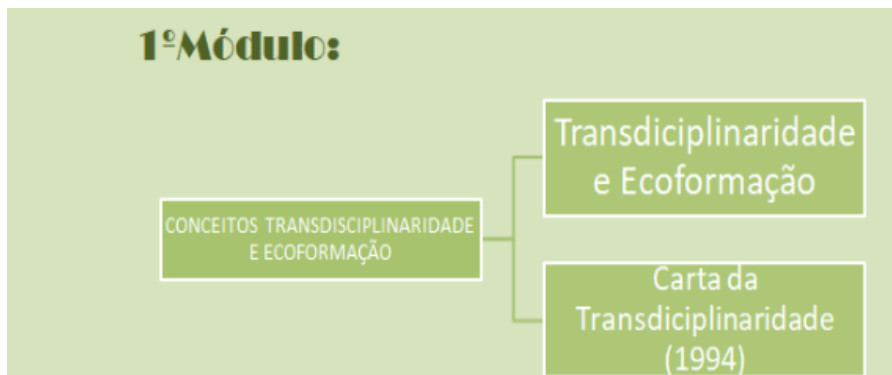 1ºMódulo:
Transdiciplinaridade
e Ecoformação
CONCEITOS TRANSDISCIPLINARIDADE
E ECOFORMAÇÃO
Carta da
Transdiciplinaridade
(1994)